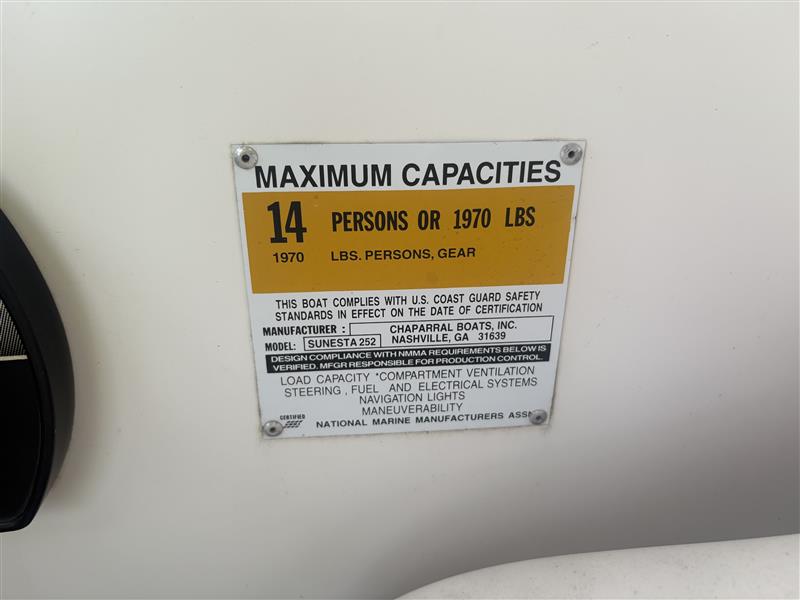 MAXIMUM CAPACITIES
14 PERSONS OR 1970 LBS
1970 LBS. PERSONS, GEAR
THIS BOAT COMPLIES WITH U.S. COAST GUARD SAFETY
STANDARDS IN EFFECT ON THE DATE OF CERTIFICATION
MANUFACTURER : CHAPARRAL BOATS, INC.
NASHVILLE, GA 31639
MODEL: SUNESTA 252
DESIGN COMPLIANCE WITH NMMA REQUIREMENTS BELOW IS
VERIFIED. MFGR RESPONSIBLE FOR PRODUCTION CONTROL.
LOAD CAPACITY *COMPARTMENT VENTILATION
STEERING , FUEL AND ELECTRICAL SYSTEMS
NAVIGATION LIGHTS
MANEUVERABILITY
CERTIFIED
NATIONAL MARINE MANUFACTURERS ASSN